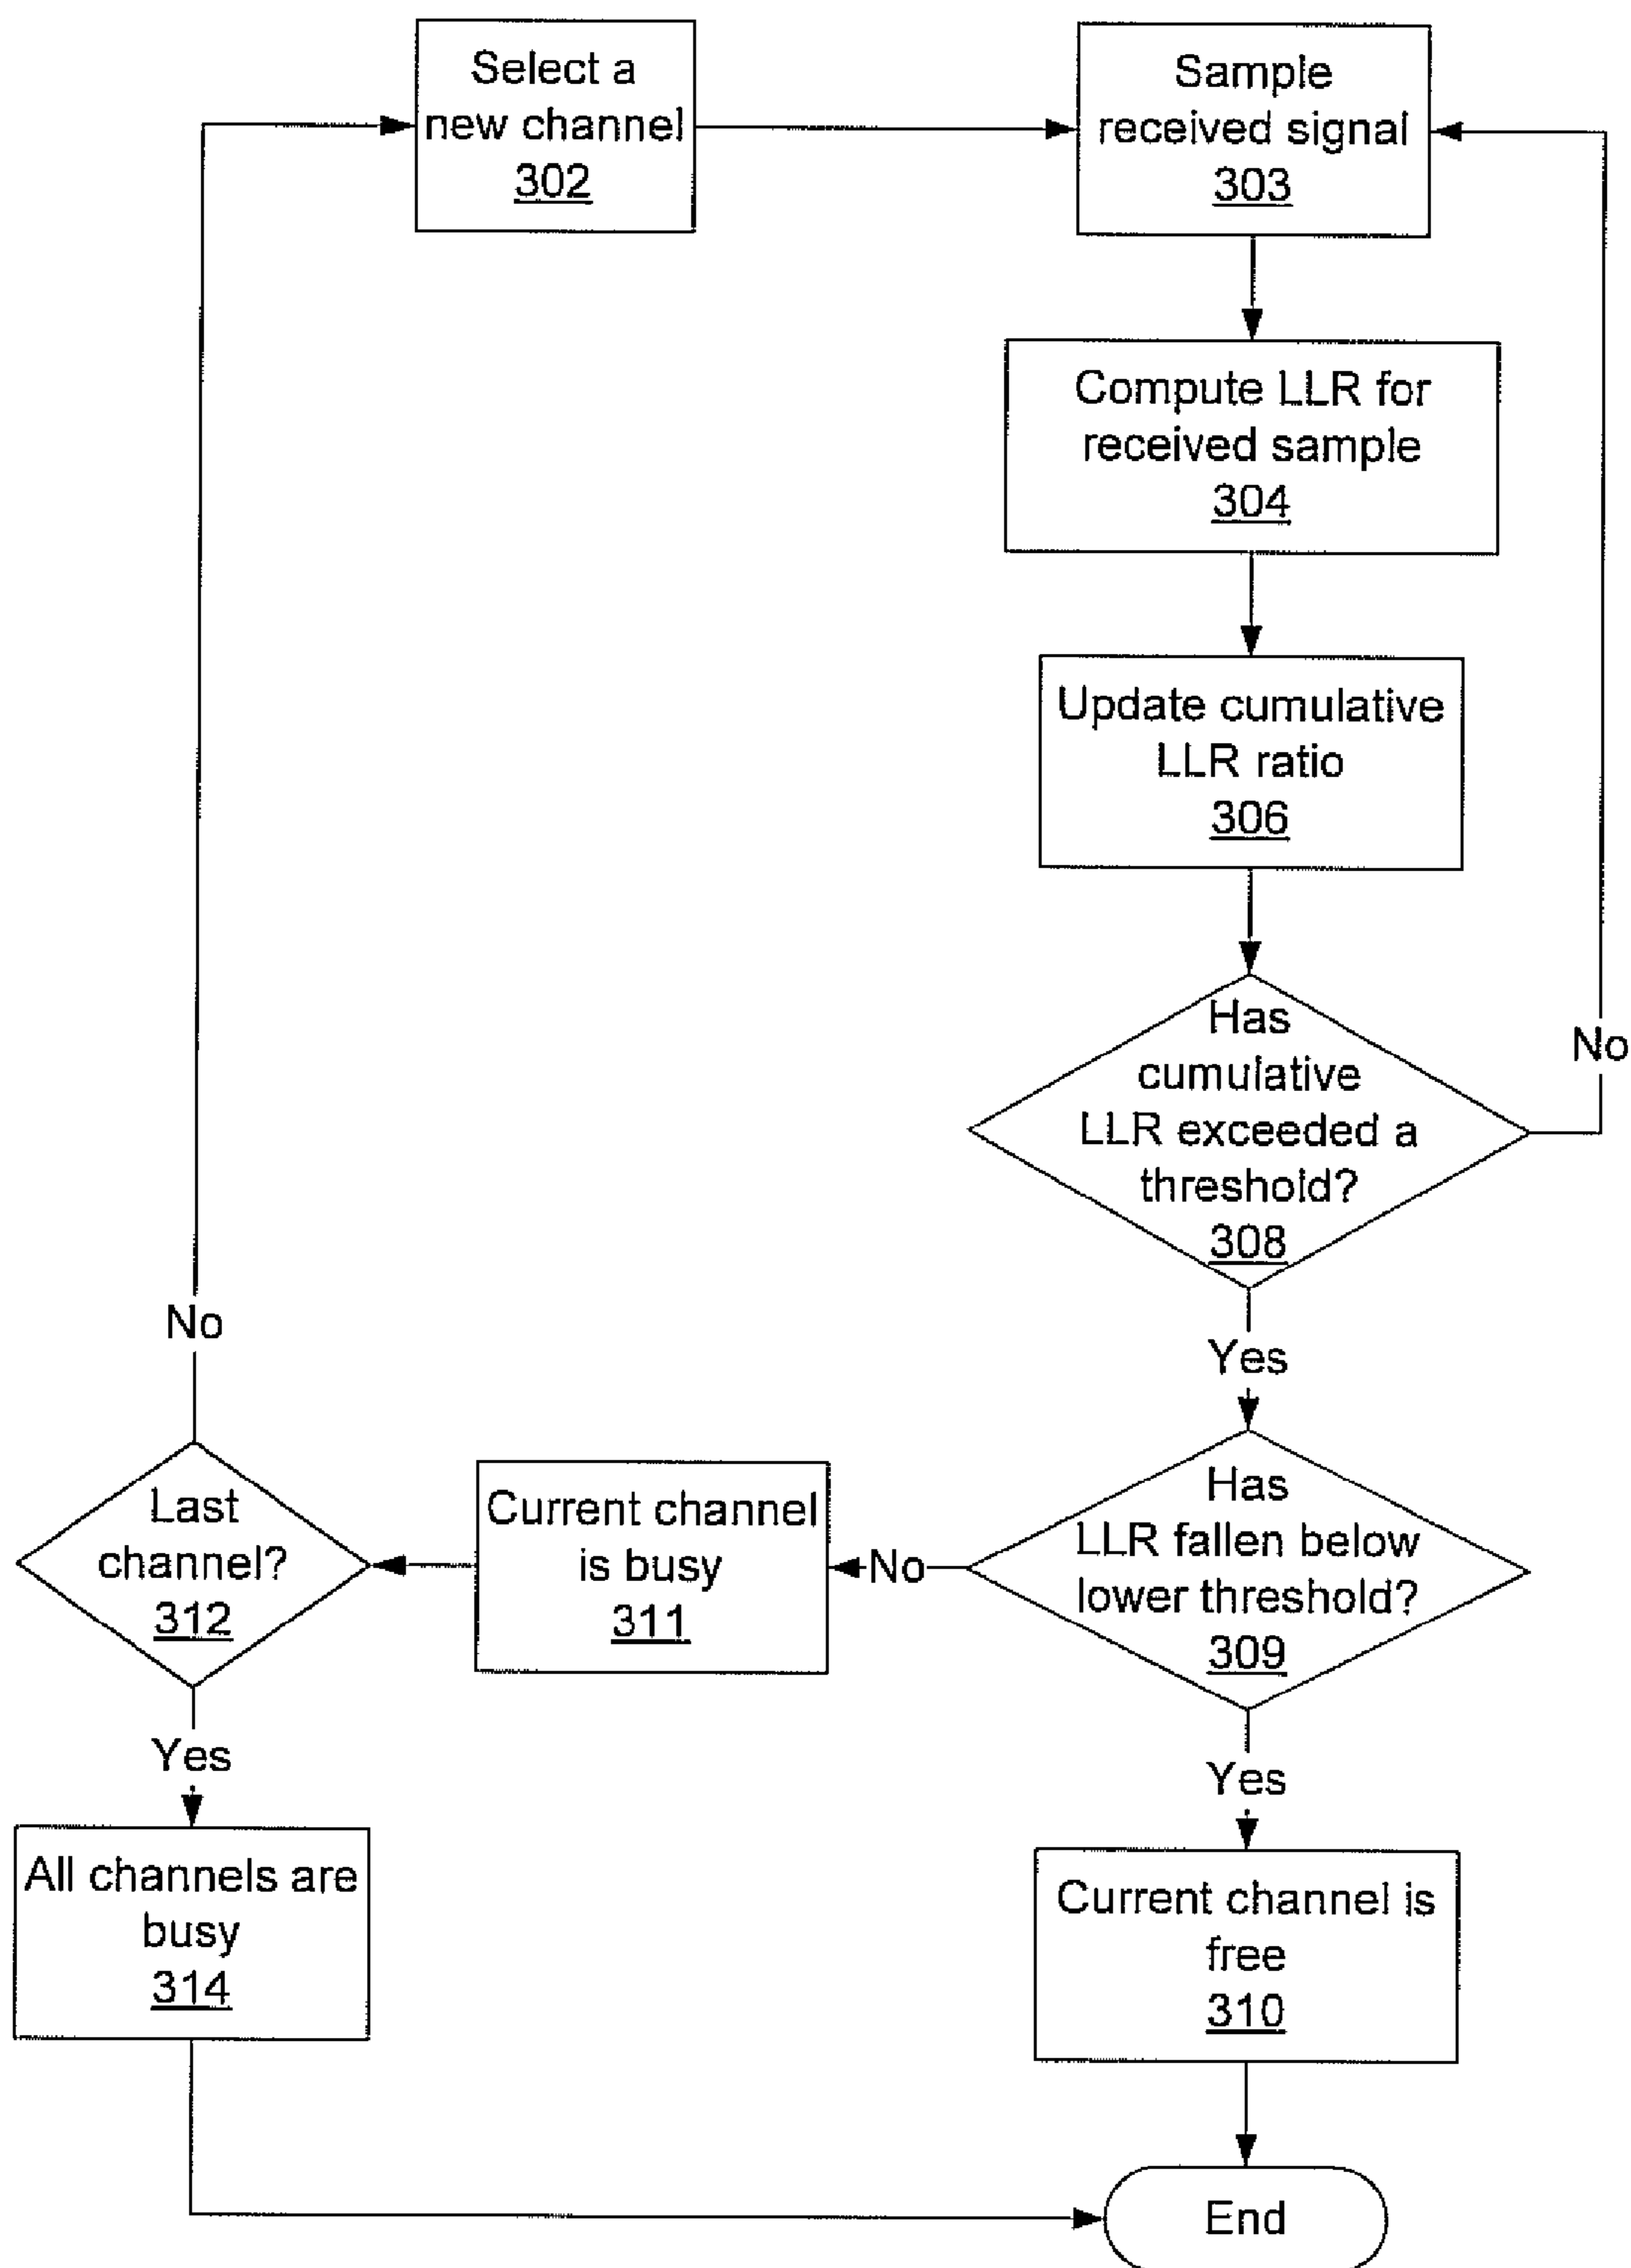 Select a
new channel
302
Sample
received signal
303
Compute LLR for
received sample
304
Update cumulative
LLR ratio
306
Has
cumulative
LLR exceeded a
threshold?
308
No
Yes
Has
LLR fallen below
lower threshold?
309
No
Current channel
is busy
311
Last
channel?
312
No
Yes
All channels are
busy
314
Yes
Current channel is
free
310
End